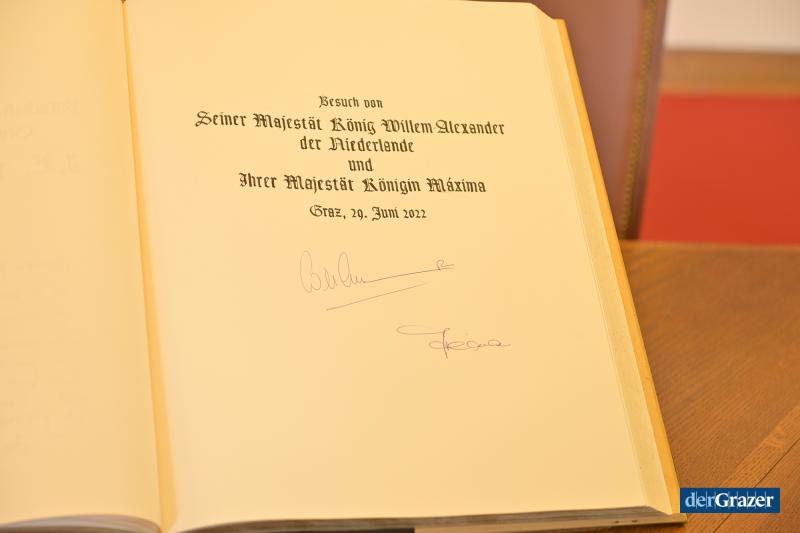 Besuch von
Seiner Majestät König Willem-Alexander
der Niederlande
und
Ihrer Majestät Königin Máxima
Graz, 29. Juni 2022
derGrazer